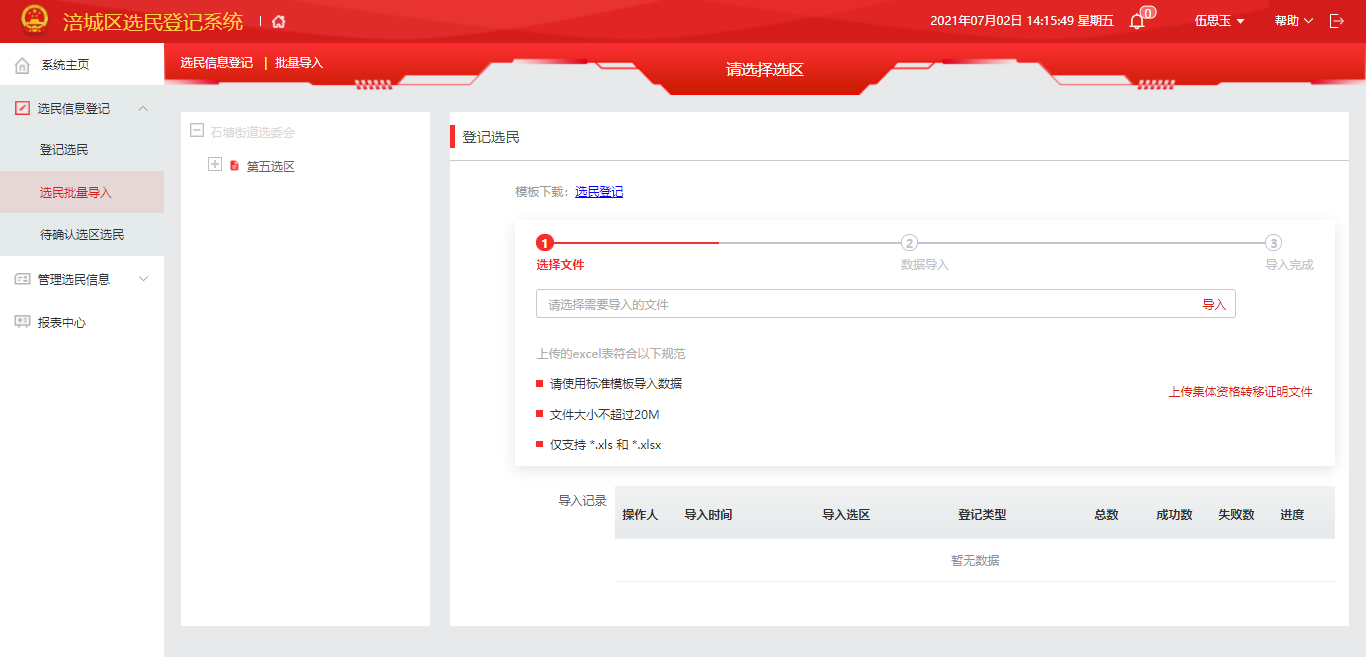 涪城区选民登记系统
2021年07月02日 14:15:49 星期五
0
伍思玉
帮助
系统主页
选民信息登记
登记选民
选民批量导入
待确认选区选民
管理选民信息
报表中心
选民信息登记 | 批量导入
请选择选区
石塘街道选委会
第五选区
登记选民
模板下载: 选民登记
1
2
3
选择文件
数据导入
导入完成
请选择需要导入的文件
导入
上传的excel表符合以下规范
请使用标准模板导入数据
文件大小不超过20M
仅支持 *.xls 和 *.xlsx
上传集体资格转移证明文件
导入记录
操作人 导入时间 导入选区 登记类型 总数 成功数 失败数 进度
暂无数据